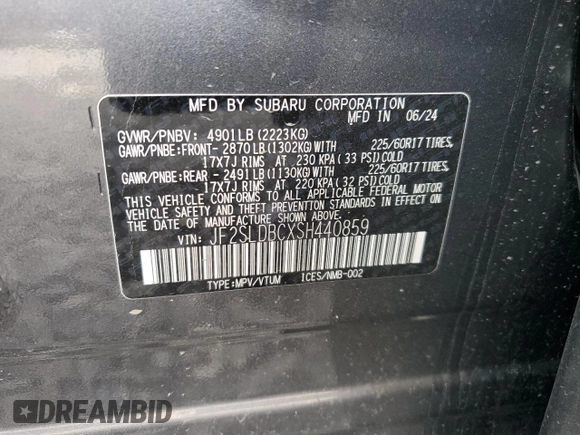 MFD BY SUBARU CORPORATION
MFD IN 06/24
GVWR/PNBV: 4901LB (2223KG)
GAWR/PNBE:FRONT- 2870LB(1302KG)WITH 225/60R17 TIRES,
17X7J RIMS AT 230 KPA (33 PSI)COLD
GAWR/PNBE:REAR - 2491LB(1130KG)WITH 225/60R17 TIRES,
17X7J RIMS AT 220 KPA (32 PSI)COLD
THIS VEHICLE CONFORMS TO ALL APPLICABLE FEDERAL MOTOR
VEHICLE SAFETY AND THEFT PREVENTION STANDARDS IN EFFECT
ON THE DATE OF MANUFACTURE SHOWN ABOVE.
VIN: JF2SLDBCXSH440859
TYPE:MPV/VTUM ICES/NMB-002
DREAMBID